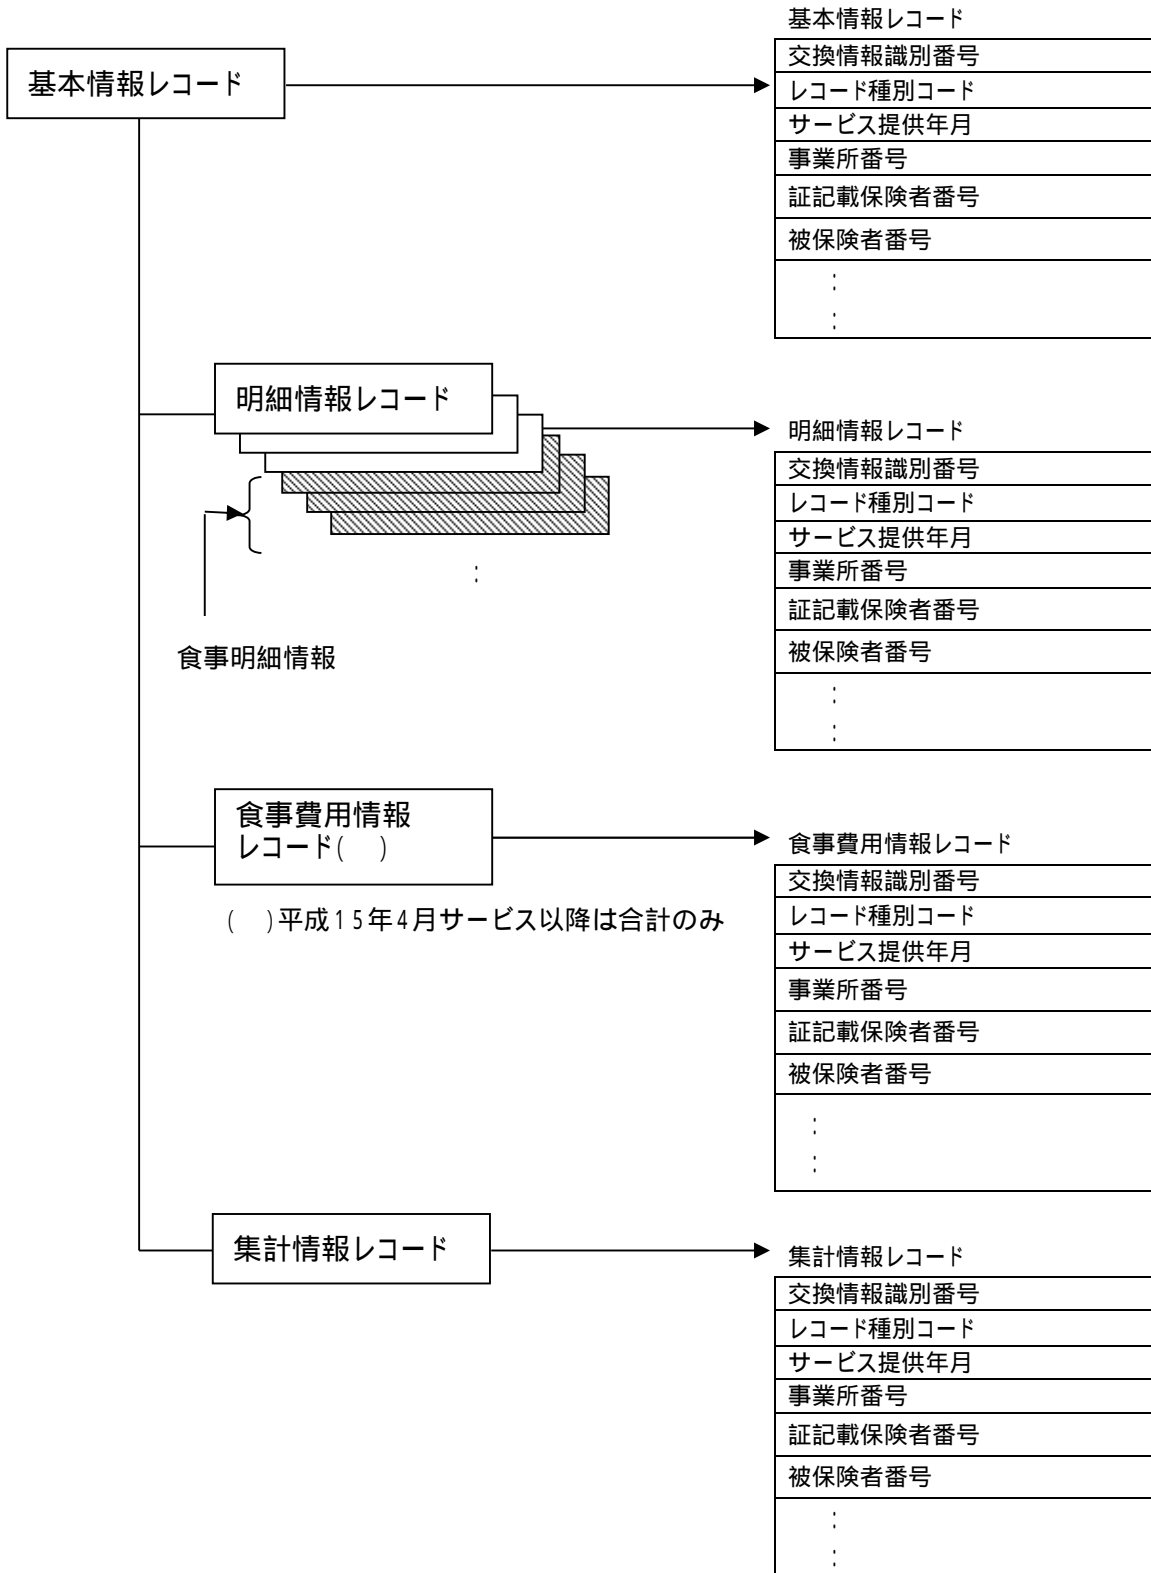 基本情報レコード
基本情報レコード
交換情報識別番号
レコード種別コード
サービス提供年月
事業所番号
証記載保険者番号
被保険者番号
:
:
明細情報レコード
:
食事明細情報
明細情報レコード
交換情報識別番号
レコード種別コード
サービス提供年月
事業所番号
証記載保険者番号
被保険者番号
:
:
食事費用情報
レコード(　)
(　)平成15年4月サービス以降は合計のみ
食事費用情報レコード
交換情報識別番号
レコード種別コード
サービス提供年月
事業所番号
証記載保険者番号
被保険者番号
:
:
集計情報レコード
集計情報レコード
交換情報識別番号
レコード種別コード
サービス提供年月
事業所番号
証記載保険者番号
被保険者番号
:
: